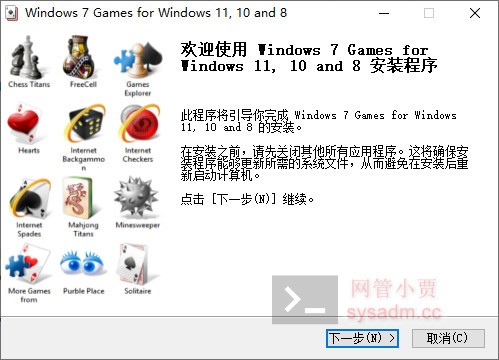 Windows 7 Games for Windows 11, 10 and 8
Chess Titans
FreeCell
Games
Explorer
Hearts
Internet
Backgammo
n
Internet
Checkers
Internet
Spades
Mahjong
Titans
Minesweeper
More Games
from
Purble Place
Solitaire
欢迎使用 Windows 7 Games for
Windows 11, 10 and 8 安装程序
此程序将引导你完成 Windows 7 Games for Windows
11, 10 and 8 的安装。
在安装之前，请先关闭其他所有应用程序。这将确保安
装程序能够更新所需的系统文件，从而避免在安装后重
新启动计算机。
点击 [下一步(N)] 继续。
网管小贾
sysadm.cc
下一步(N) >
取消(C)